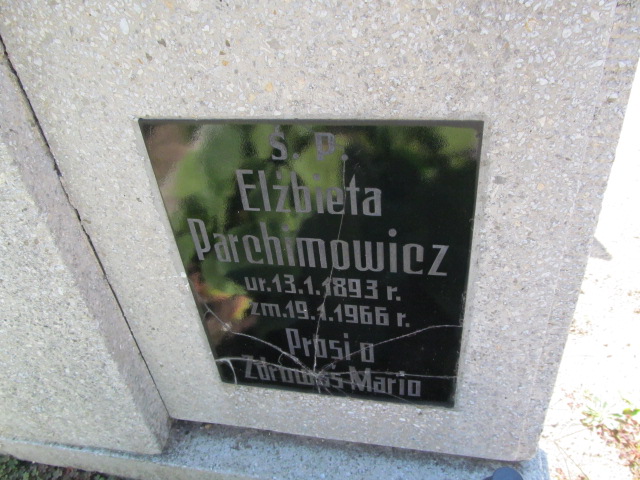 Ś. P.
Elżbieta
Parchimowicz
ur. 13.1.1893 r.
zm. 19.1.1966 r.
Prosi o
Zdrowaś Mario